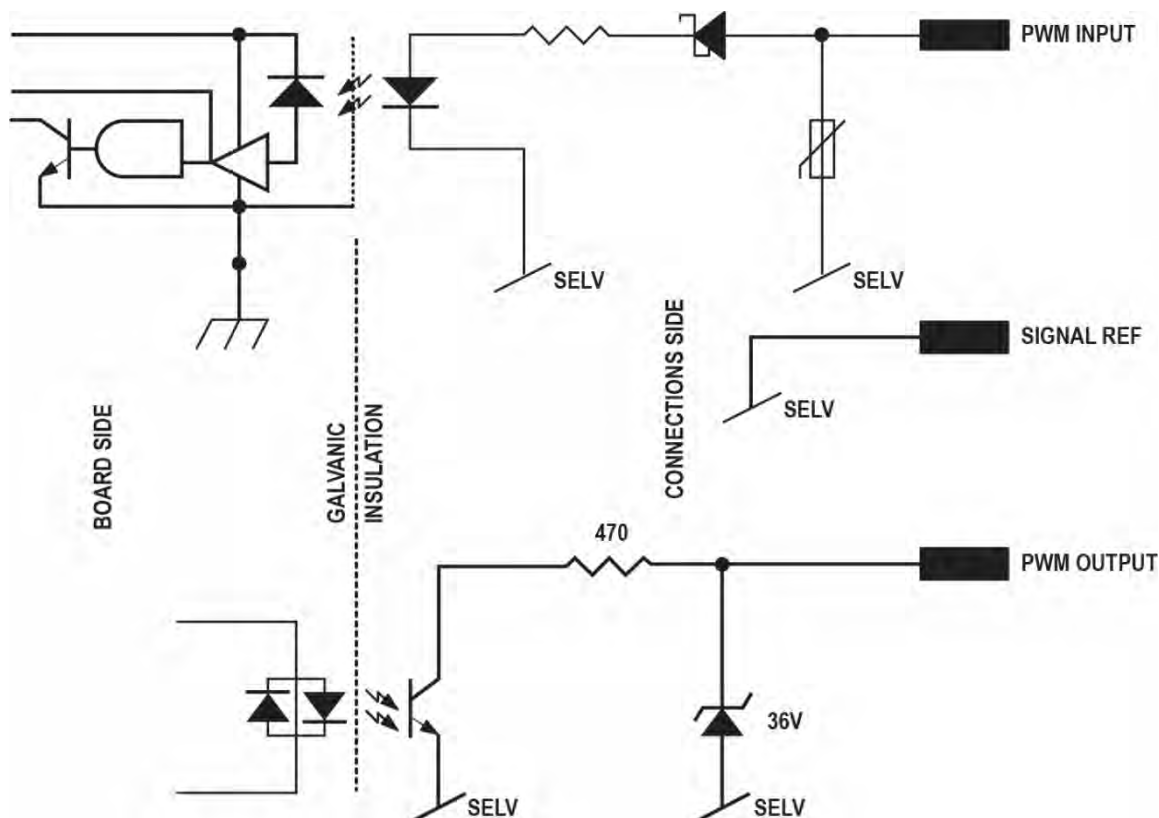 PWM INPUT
SELV
SELV
SIGNAL REF
SELV
BOARD SIDE
GALVANIC
INSULATION
CONNECTIONS SIDE
470
PWM OUTPUT
36V
SELV
SELV